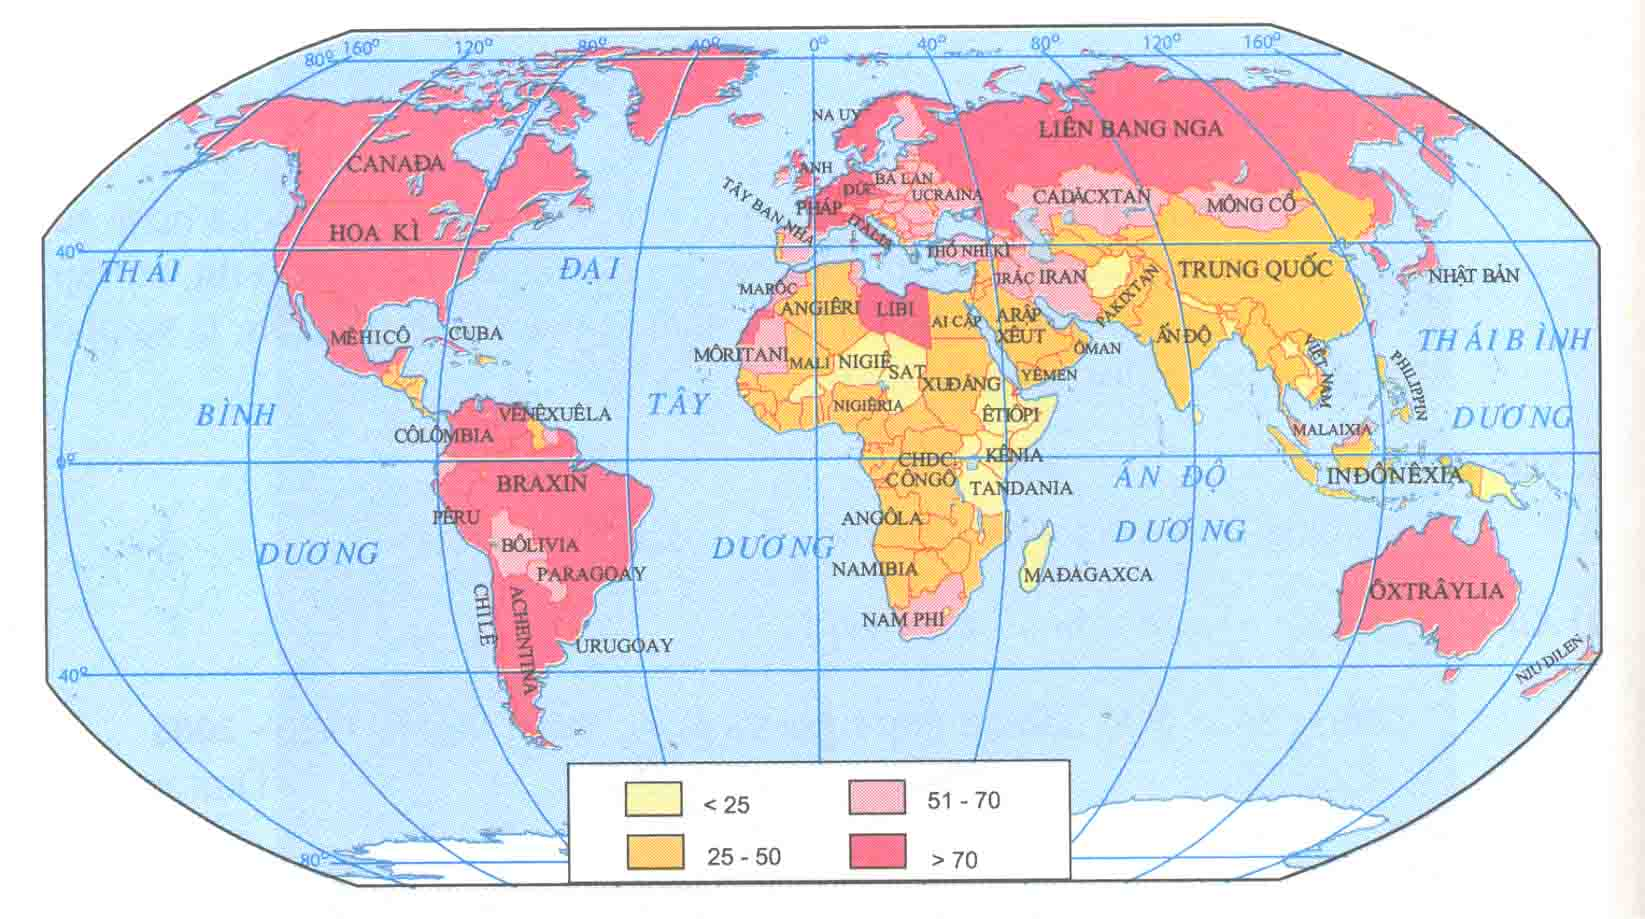 160° 120° 80° 40° 0° 40° 80° 120° 160°
80°
NA UY
LIÊN BANG NGA
CANAĐA
ANH
BA LAN
ĐỨC
UCRAINA
TÂY BAN NHA
PHÁP
ITALIA
CADĂCXTAN
MÔNG CỔ
HOA KÌ
40°
THỔ NHĨ KÌ
THÁI
ĐẠI
IRẮC
IRAN
PAKIXTAN
TRUNG QUỐC
NHẬT BẢN
MARỐC
ANGIÊRI
LIBI
AI CẬP
ARẬP
XÊUT
ẤN ĐỘ
MÊHICÔ
CUBA
THÁI BÌNH
ÔMAN
VIỆT NAM
PHILIPPIN
MÔRITANI
MALI
NIGIÊ
SAT
XUĐĂNG
YÊMEN
BÌNH
TÂY
NIGIÊRIA
ÊTIÔPI
DƯƠNG
VÊNÊXUÊLA
CÔLÔMBIA
MALAIXIA
0°
CHDC
CÔNGÔ
KÊNIA
ẤN ĐỘ
INĐÔNÊXIA
BRAXIN
TANDANIA
PÊRU
ANGÔLA
DƯƠNG
DƯƠNG
BÔLIVIA
DƯƠNG
PARAGOAY
NAMIBIA
MAĐAGAXCA
ÔXTRÂYLIA
CHILÊ
ACHENTINA
NAM PHI
URUGOAY
NIU DILEN
40°
< 25
51 - 70
25 - 50
> 70
80°